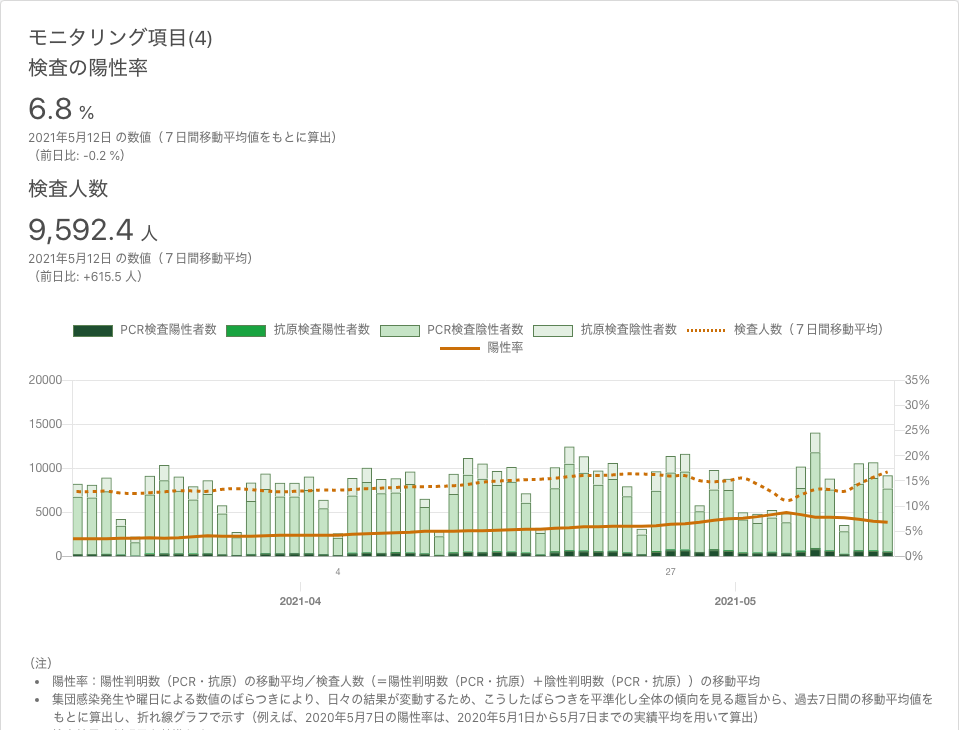 モニタリング項目(4)
検査の陽性率
6.8 %
2021年5月12日 の数値（７日間移動平均値をもとに算出）
（前日比: -0.2 %）
検査人数
9,592.4 人
2021年5月12日 の数値（７日間移動平均）
（前日比: +615.5 人）
PCR検査陽性者数 抗原検査陽性者数 PCR検査陰性者数 抗原検査陰性者数 検査人数（７日間移動平均）
陽性率
20000 35%
30%
15000 25%
20%
10000 15%
5000 10%
5%
0 0%
4 27
2021-04 2021-05
（注）
• 陽性率：陽性判明数（PCR・抗原）の移動平均／検査人数（＝陽性判明数（PCR・抗原）＋陰性判明数（PCR・抗原））の移動平均
• 集団感染発生や曜日による数値のばらつきにより、日々の結果が変動するため、こうしたばらつきを平準化し全体の傾向を見る趣旨から、過去7日間の移動平均値を
もとに算出し、折れ線グラフで示す（例えば、2020年5月7日の陽性率は、2020年5月1日から5月7日までの実績平均を用いて算出）